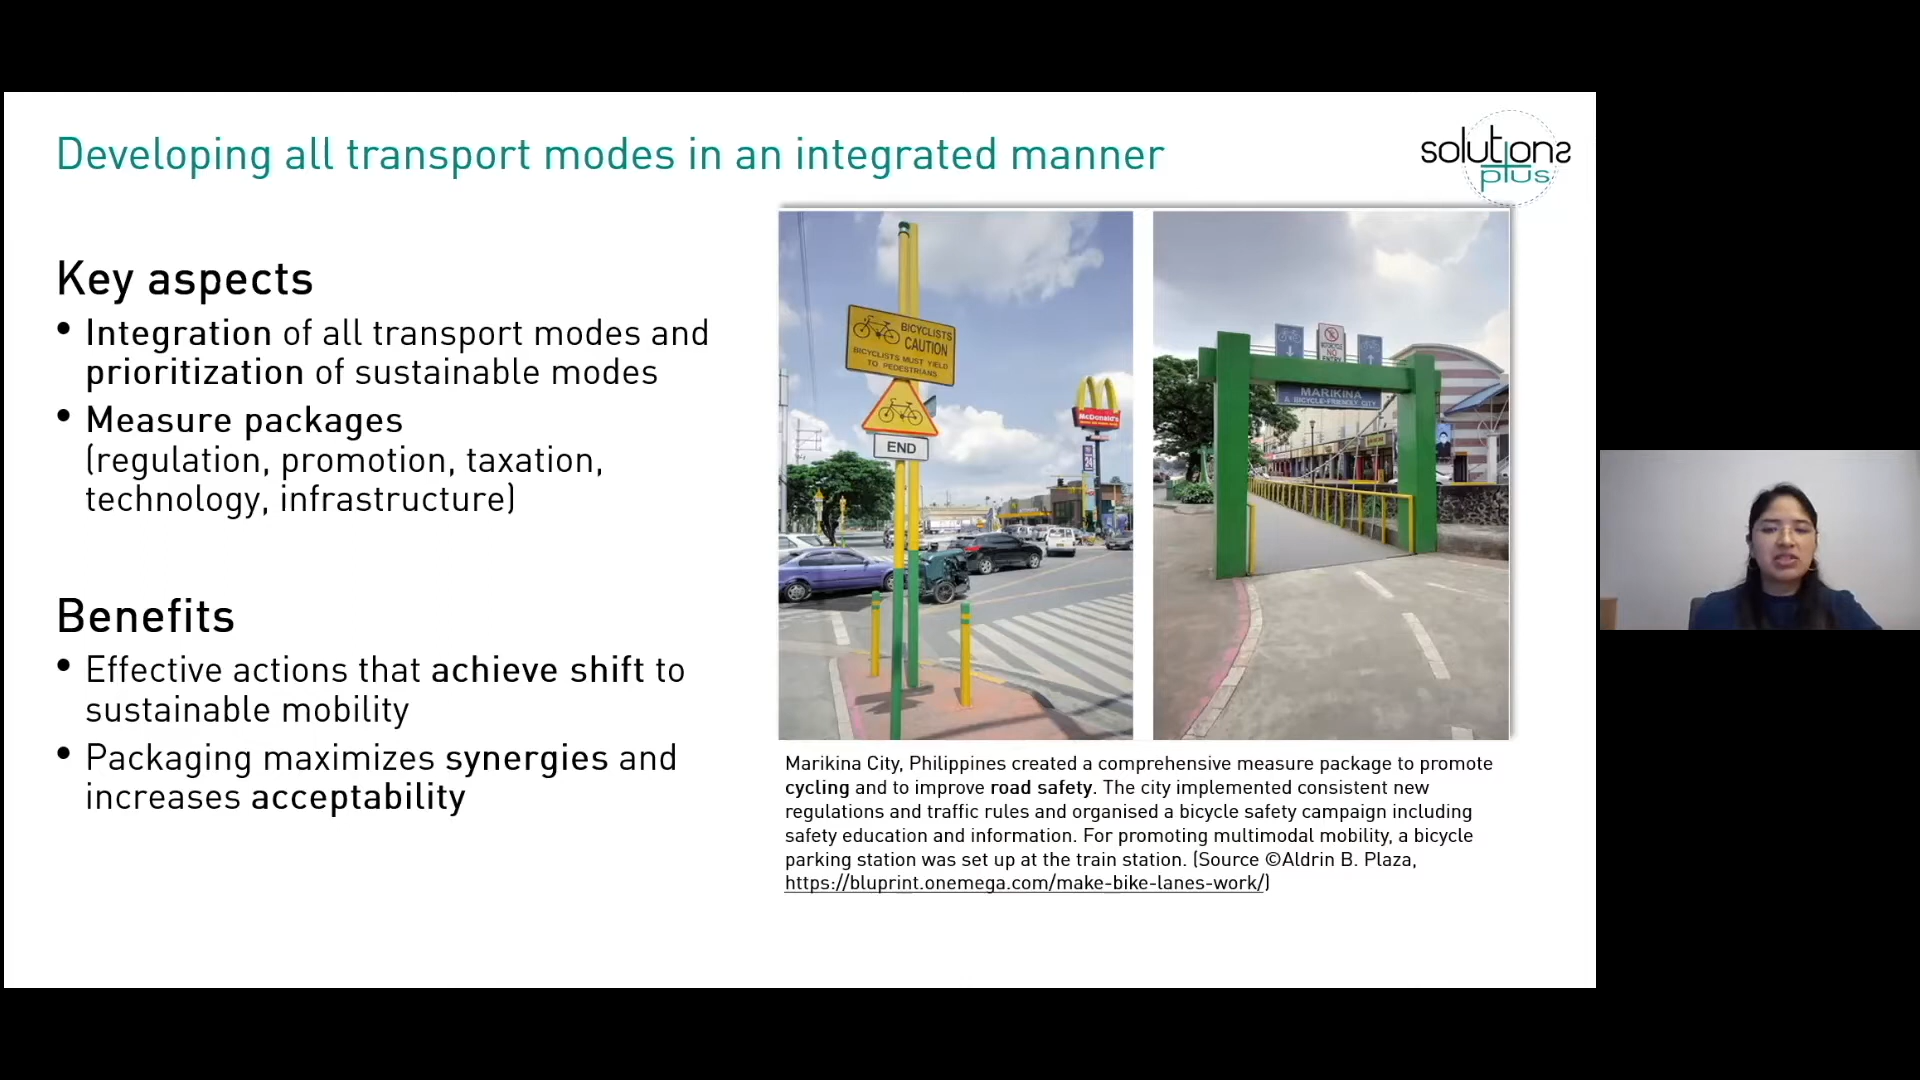 Developing all transport modes in an integrated manner
solutions
plus
Key aspects
• Integration of all transport modes and
prioritization of sustainable modes
• Measure packages
(regulation, promotion, taxation,
technology, infrastructure)
Benefits
• Effective actions that achieve shift to
sustainable mobility
• Packaging maximizes synergies and
increases acceptability
BICYCLISTS
CAUTION
BICYCLISTS MUST YIELD
TO PEDESTRIANS
END
McDonald's
24
NO
ENTRY
MARIKINA
A BICYCLE-FRIENDLY CITY
Marikina City, Philippines created a comprehensive measure package to promote
cycling and to improve road safety. The city implemented consistent new
regulations and traffic rules and organised a bicycle safety campaign including
safety education and information. For promoting multimodal mobility, a bicycle
parking station was set up at the train station. (Source ©Aldrin B. Plaza,
https://bluprint.onemega.com/make-bike-lanes-work/)